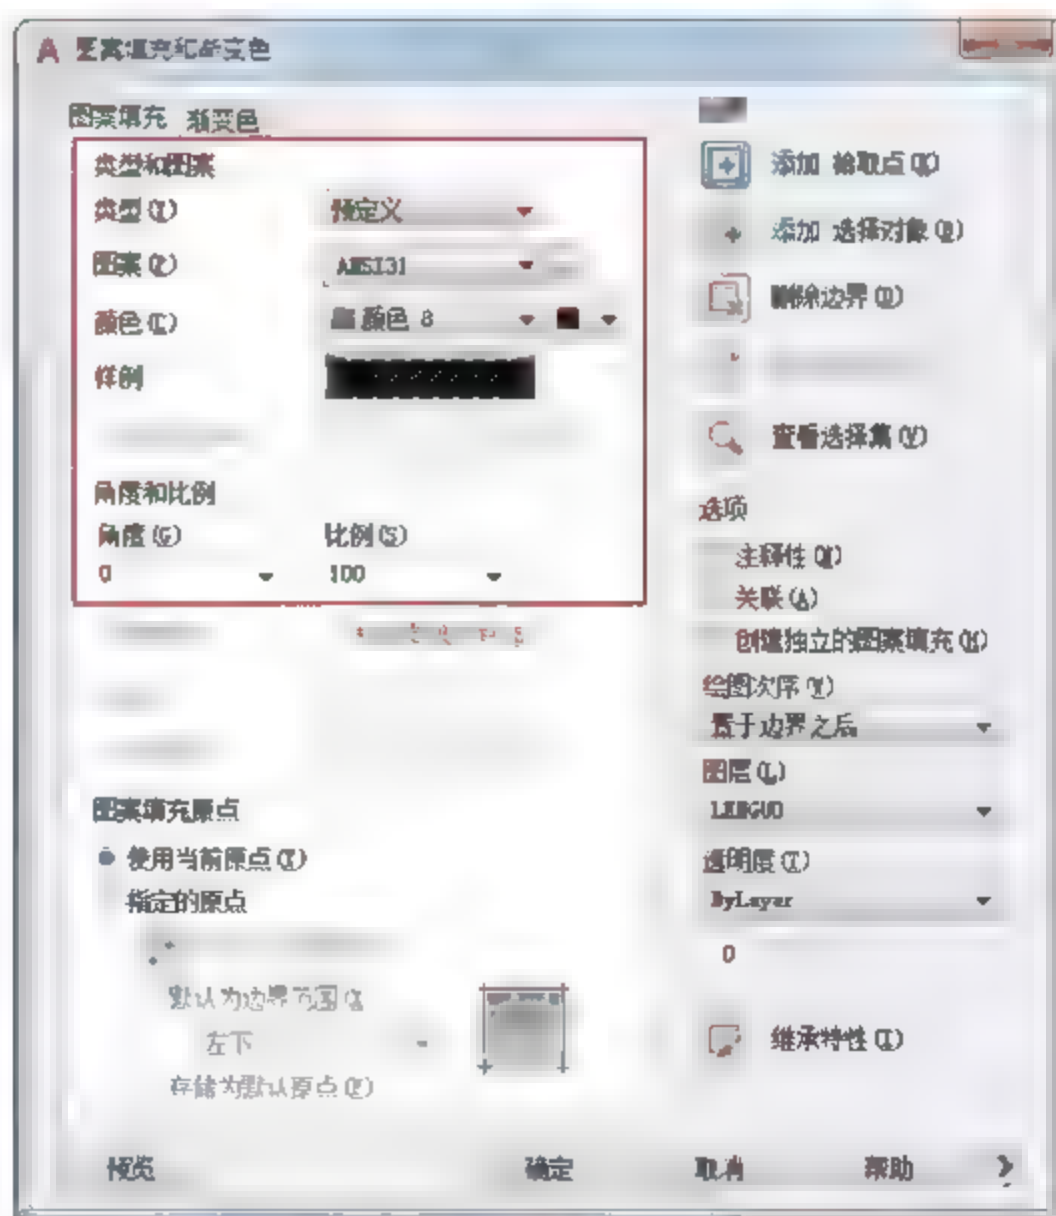 图案填充和渐变色
图案填充 渐变色
类型和图案
类型(Y) 预定义
图案(P) ANSI31
颜色(C) 颜色 8
样例
角度和比例
角度(G) 比例(S)
0 100
图案填充原点
使用当前原点(T)
指定的原点
默认为边界范围(X)
左下
存储为默认原点(F)
预览
添加 拾取点(K)
添加 选择对象(B)
删除边界(D)
查看选择集(V)
选项
注释性(N)
关联(A)
创建独立的图案填充(H)
绘图次序(W)
置于边界之后
图层(L)
透明度(T)
ByLayer
0
继承特性(I)
确定 取消 帮助